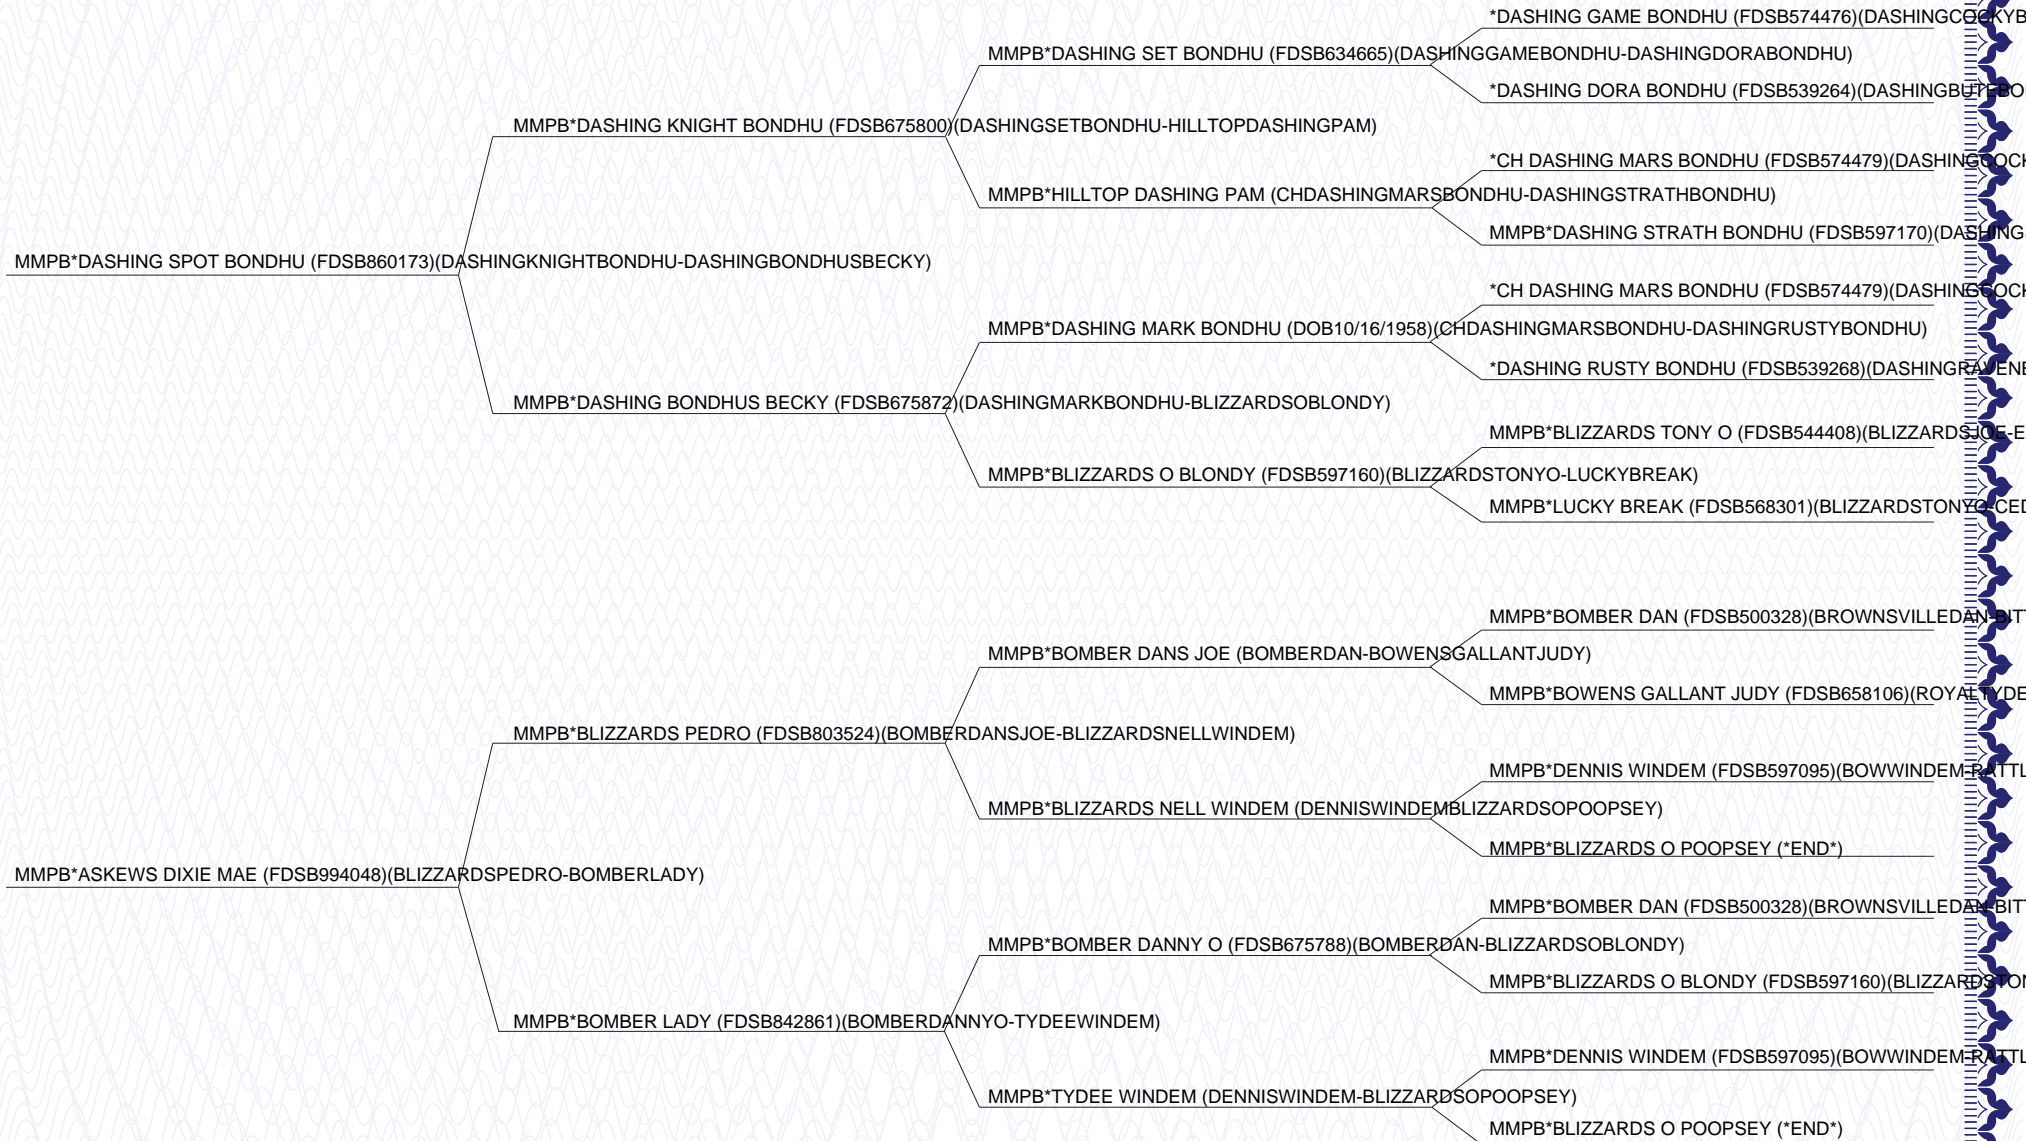 *DASHING GAME BONDHU (FDSB574476)(DASHINGCOCKYB
MMPB*DASHING SET BONDHU (FDSB634665)(DASHINGGAMEBONDHU-DASHINGDORABONDHU)
*DASHING DORA BONDHU (FDSB539264)(DASHINGBUTEBO
MMPB*DASHING KNIGHT BONDHU (FDSB675800)(DASHINGSETBONDHU-HILLTOPDASHINGPAM)
*CH DASHING MARS BONDHU (FDSB574479)(DASHINGCOCK
MMPB*HILLTOP DASHING PAM (CHDASHINGMARSBONDHU-DASHINGSTRATHBONDHU)
MMPB*DASHING STRATH BONDHU (FDSB597170)(DASHING
MMPB*DASHING SPOT BONDHU (FDSB860173)(DASHINGKNIGHTBONDHU-DASHINGBONDHUSBECKY)
*CH DASHING MARS BONDHU (FDSB574479)(DASHINGCOCK
MMPB*DASHING MARK BONDHU (DOB10/16/1958)(CHDASHINGMARSBONDHU-DASHINGRUSTYBONDHU)
*DASHING RUSTY BONDHU (FDSB539268)(DASHINGRAVENE
MMPB*DASHING BONDHUS BECKY (FDSB675872)(DASHINGMARKBONDHU-BLIZZARDSOBLONDY)
MMPB*BLIZZARDS TONY O (FDSB544408)(BLIZZARDSJOE-E
MMPB*BLIZZARDS O BLONDY (FDSB597160)(BLIZZARDSTONYO-LUCKYBREAK)
MMPB*LUCKY BREAK (FDSB568301)(BLIZZARDSTONYO-CED
MMPB*BOMBER DAN (FDSB500328)(BROWNSVILLEDAN-BIT
MMPB*BOMBER DANS JOE (BOMBERDAN-BOWENSGALLANTJUDY)
MMPB*BOWENS GALLANT JUDY (FDSB658106)(ROYALTYDE
MMPB*BLIZZARDS PEDRO (FDSB803524)(BOMBERDANSJOE-BLIZZARDSNELLWINDEM)
MMPB*DENNIS WINDEM (FDSB597095)(BOWWINDEM-RATTL
MMPB*BLIZZARDS NELL WINDEM (DENNISWINDEMBLIZZARDSOPOOPSEY)
MMPB*BLIZZARDS O POOPSEY (*END*)
MMPB*ASKEWS DIXIE MAE (FDSB994048)(BLIZZARDSPEDRO-BOMBERLADY)
MMPB*BOMBER DAN (FDSB500328)(BROWNSVILLEDAN-BIT
MMPB*BOMBER DANNY O (FDSB675788)(BOMBERDAN-BLIZZARDSOBLONDY)
MMPB*BLIZZARDS O BLONDY (FDSB597160)(BLIZZARDSTON
MMPB*BOMBER LADY (FDSB842861)(BOMBERDANNYO-TYDEEWINDEM)
MMPB*DENNIS WINDEM (FDSB597095)(BOWWINDEM-RATTL
MMPB*TYDEE WINDEM (DENNISWINDEM-BLIZZARDSOPOOPSEY)
MMPB*BLIZZARDS O POOPSEY (*END*)